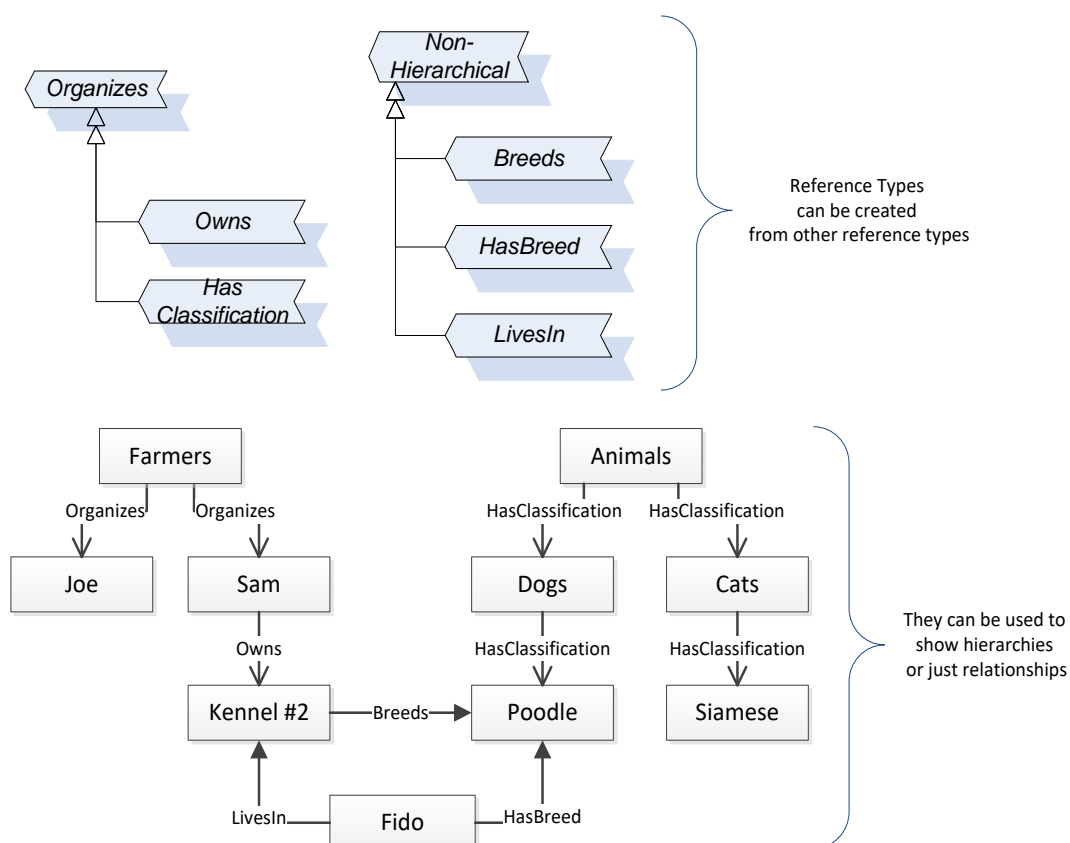 Organizes
Non-
Hierarchical
Breeds
Owns
HasBreed
Has
Classification
LivesIn
Reference Types
can be created
from other reference types
Farmers
Animals
Organizes
Organizes
HasClassification
HasClassification
Joe
Sam
Dogs
Cats
Owns
HasClassification
HasClassification
Kennel #2
Breeds
Poodle
Siamese
LivesIn
Fido
HasBreed
They can be used to
show hierarchies
or just relationships